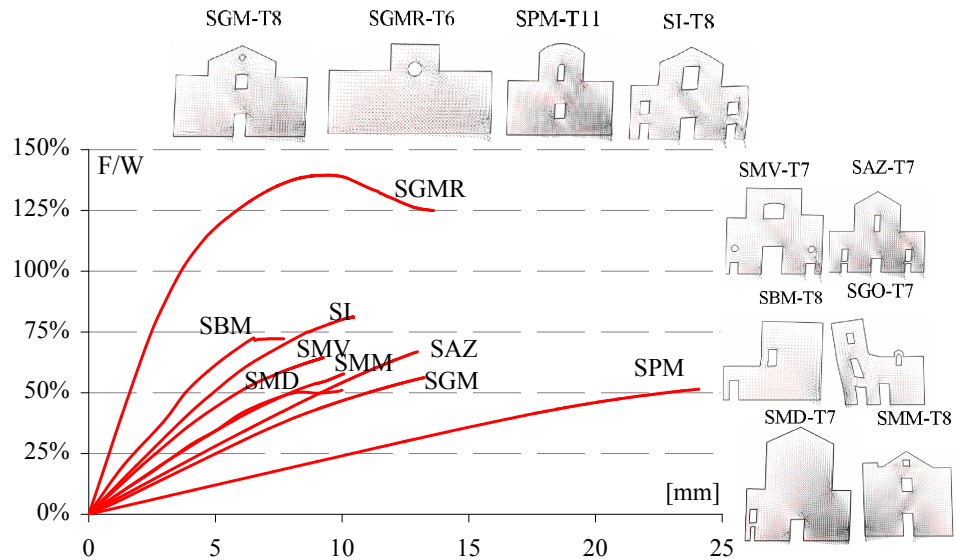 SGM-T8 SGMR-T6 SPM-T11 SI-T8
150%
F/W
SMV-T7 SAZ-T7
SGMR
125%
100%
SBM-T8 SGO-T7
75%
SBM SI
SMV SMM SAZ
SMD SGM SPM
50%
SMD-T7 SMM-T8
25%
[mm]
0%
0 5 10 15 20 25